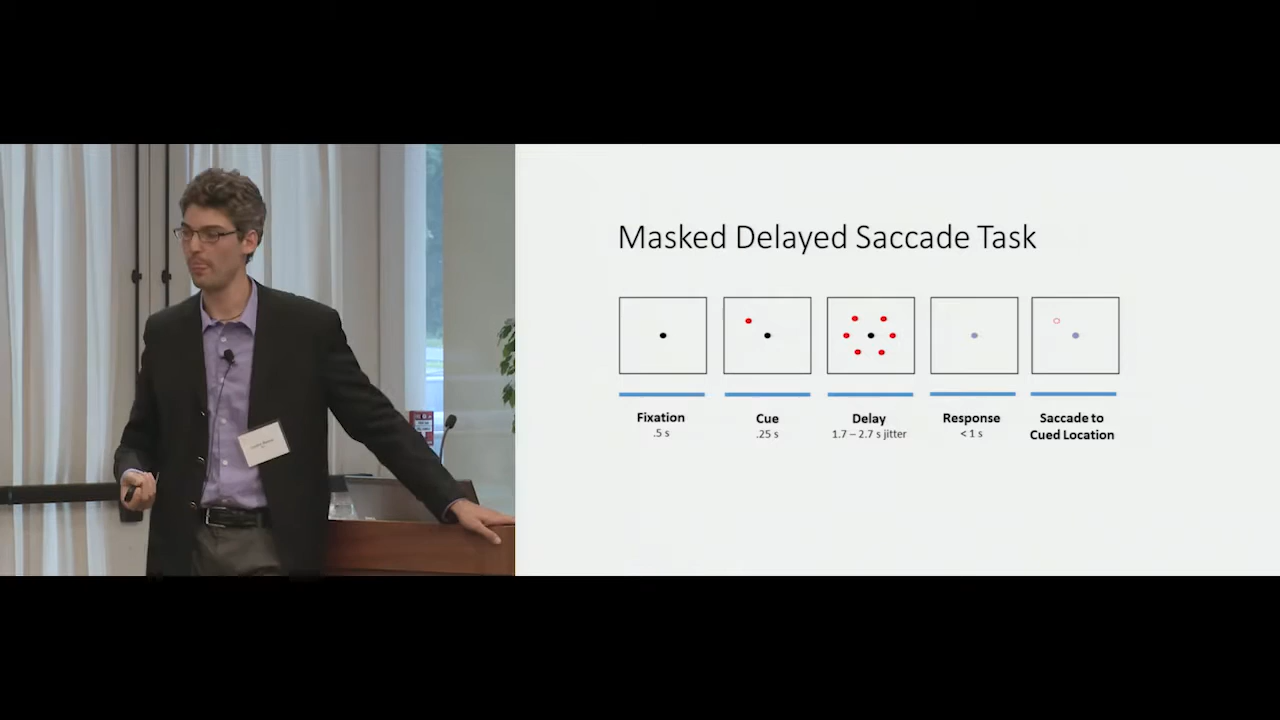 Masked Delayed Saccade Task
Fixation
.5 s
Cue
.25 s
Delay
1.7 – 2.7 s jitter
Response
< 1 s
Saccade to
Cued Location